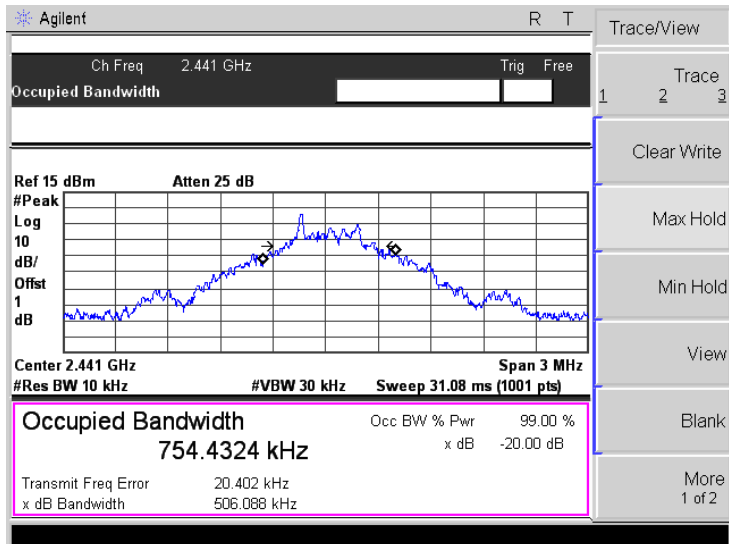 Agilent
R T
Trace/View
Ch Freq 2.441 GHz
Trig Free
Occupied Bandwidth
Trace
1 2 3
Clear Write
Ref 15 dBm Atten 25 dB
#Peak
Log
10
dB/
Offst
1
dB
Max Hold
Min Hold
View
Center 2.441 GHz Span 3 MHz
#Res BW 10 kHz #VBW 30 kHz Sweep 31.08 ms (1001 pts)
Occupied Bandwidth
754.4324 kHz
Occ BW % Pwr 99.00 %
x dB -20.00 dB
Transmit Freq Error 20.402 kHz
x dB Bandwidth 506.088 kHz
Blank
More
1 of 2